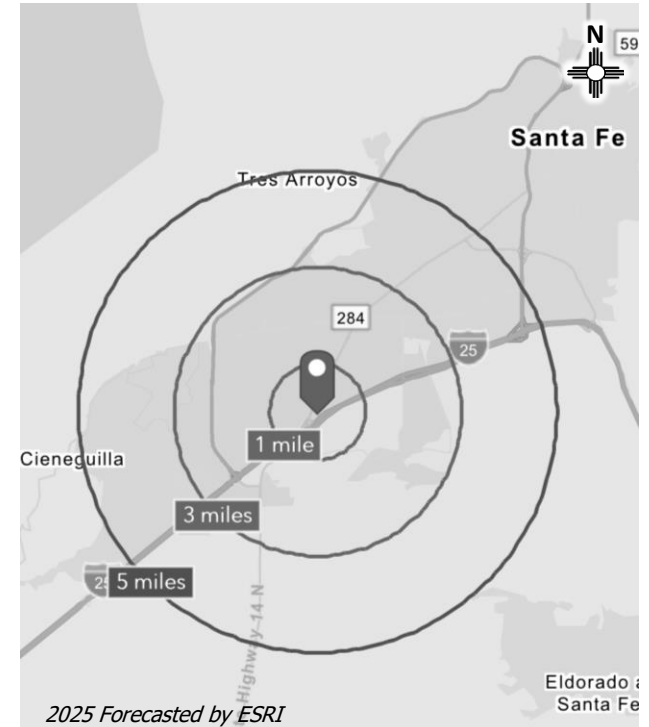 N
59
Santa Fe
Tres Arroyos
284
25
1 mile
Cieneguilla
3 miles
25
5 miles
Highway 14 N
Eldorado a
Santa Fe
2025 Forecasted by ESRI